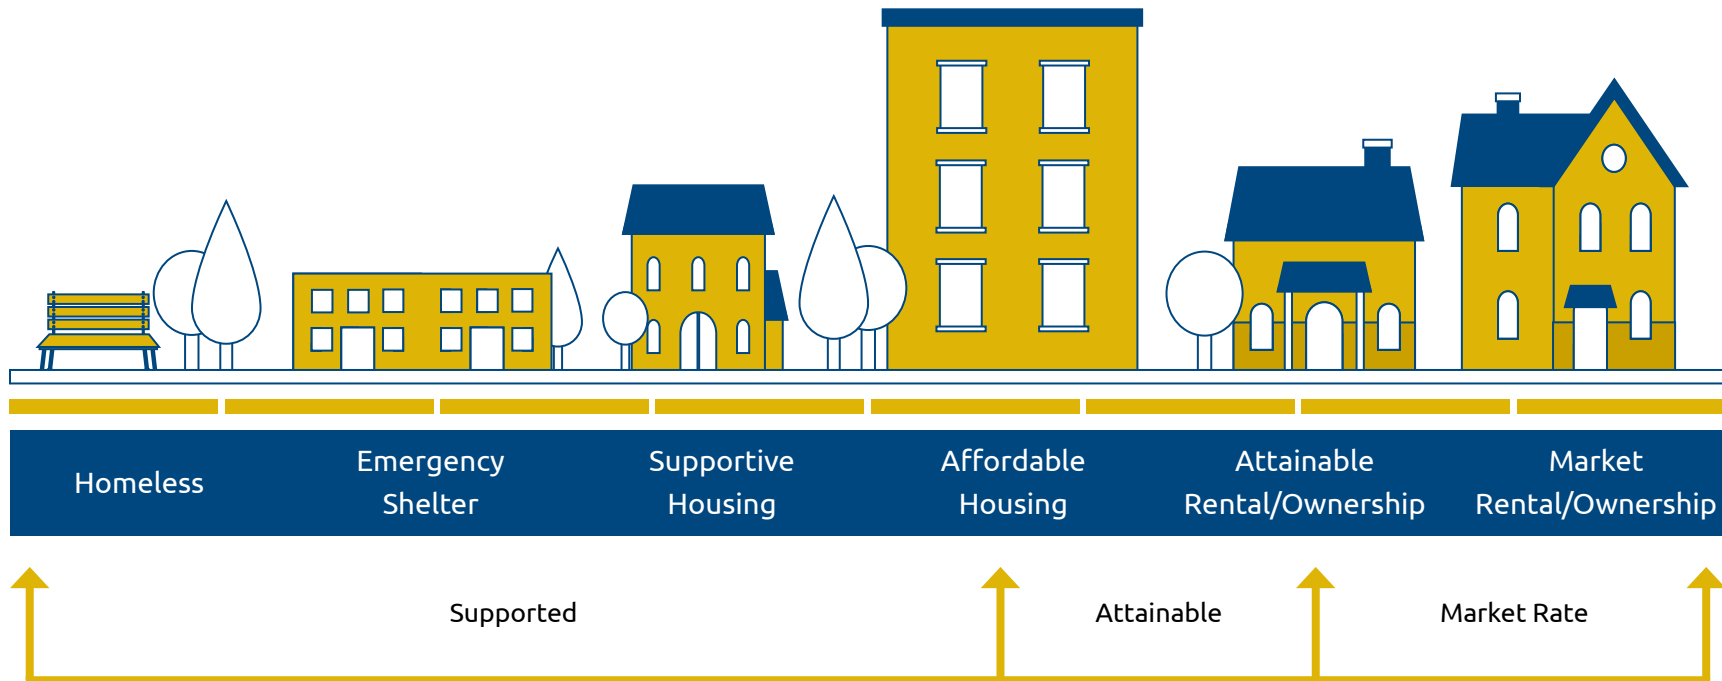 Homeless
Emergency
Shelter
Supportive
Housing
Affordable
Housing
Attainable
Rental/Ownership
Market
Rental/Ownership
Supported
Attainable
Market Rate